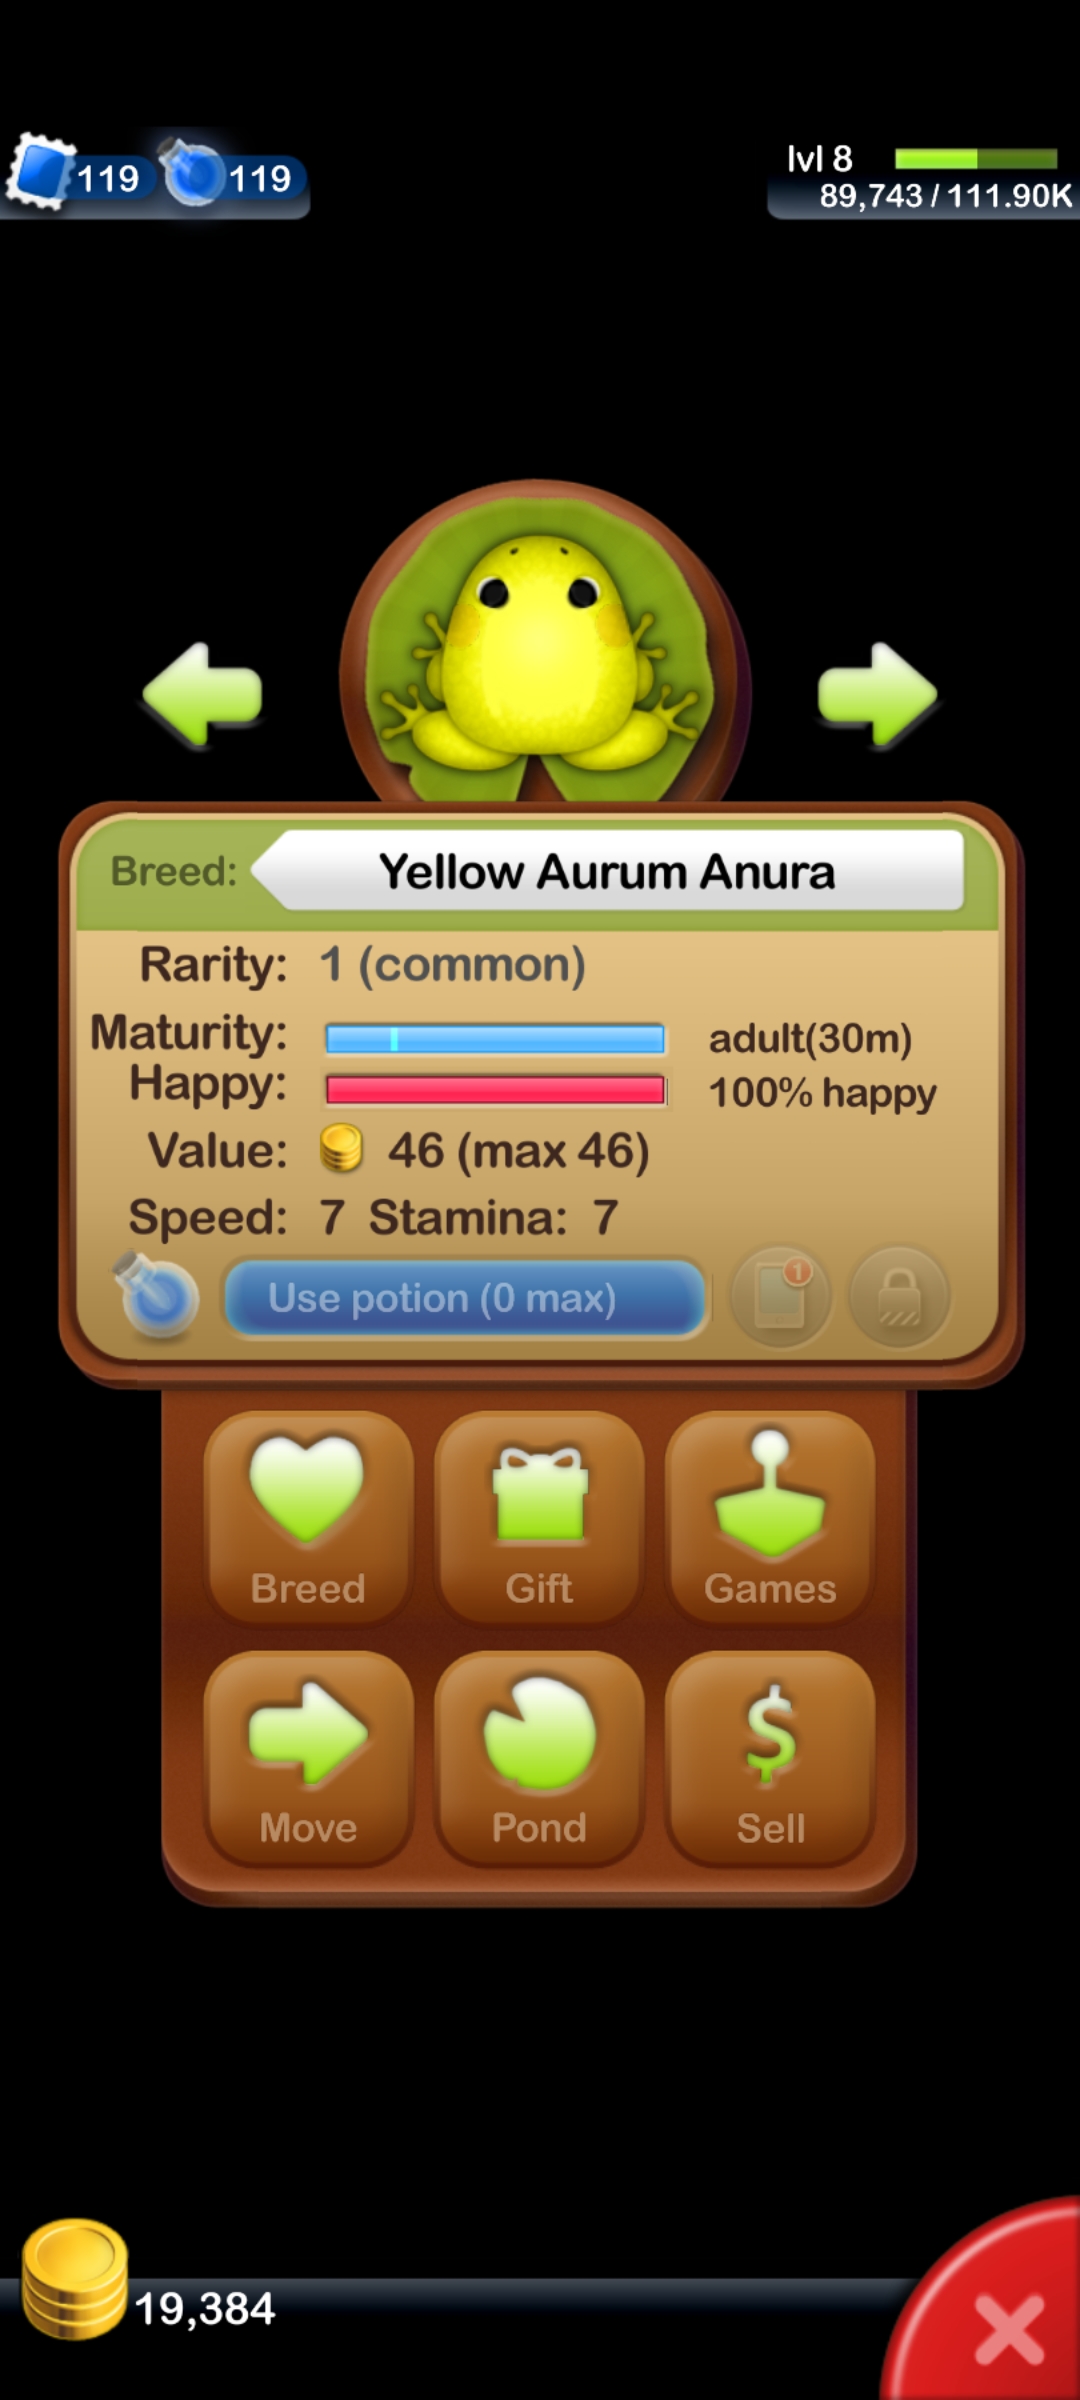 119 119
lvl 8
89,743 / 111.90K
Breed: Yellow Aurum Anura
Rarity: 1 (common)
Maturity: adult(30m)
Happy: 100% happy
Value: 46 (max 46)
Speed: 7 Stamina: 7
Use potion (0 max) 1
Breed Gift Games
Move Pond Sell
19,384